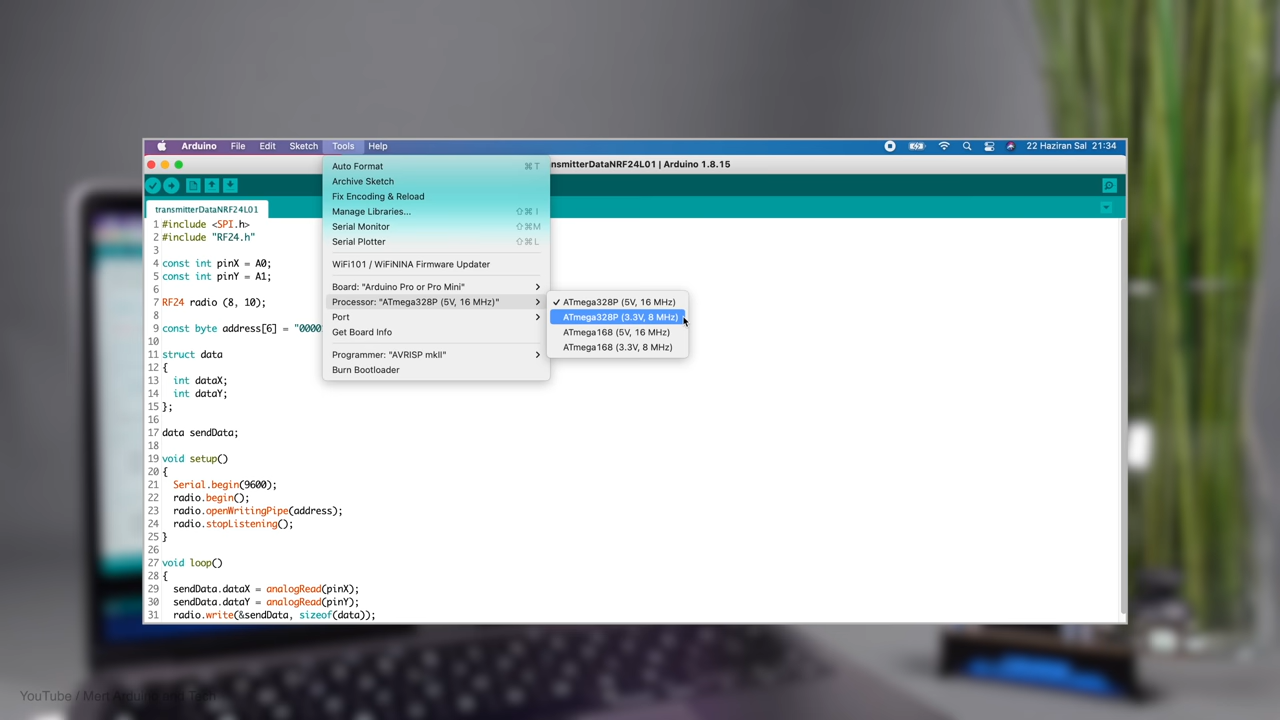 Arduino File Edit Sketch Tools Help 22 Haziran Sal 21:34
nsmitterDataNRF24L01 | Arduino 1.8.15
transmitterDataNRF24L01
Auto Format ⌘T
Archive Sketch
Fix Encoding & Reload
Manage Libraries... ⇧⌘I
Serial Monitor ⇧⌘M
Serial Plotter ⇧⌘L
WiFi101 / WiFiNINA Firmware Updater
Board: "Arduino Pro or Pro Mini"
Processor: "ATmega328P (5V, 16 MHz)"
Port
Get Board Info
Programmer: "AVRISP mkII"
Burn Bootloader
✓ ATmega328P (5V, 16 MHz)
ATmega328P (3.3V, 8 MHz)
ATmega168 (5V, 16 MHz)
ATmega168 (3.3V, 8 MHz)
1 #include <SPI.h>
2 #include "RF24.h"
3
4 const int pinX = A0;
5 const int pinY = A1;
6
7 RF24 radio (8, 10);
8
9 const byte address[6] = "0000
10
11 struct data
12 {
13 int dataX;
14 int dataY;
15 };
16
17 data sendData;
18
19 void setup()
20 {
21 Serial.begin(9600);
22 radio.begin();
23 radio.openWritingPipe(address);
24 radio.stopListening();
25 }
26
27 void loop()
28 {
29 sendData.dataX = analogRead(pinX);
30 sendData.dataY = analogRead(pinY);
31 radio.write(&sendData, sizeof(data));
YouTube / Mert Arduino and Tech